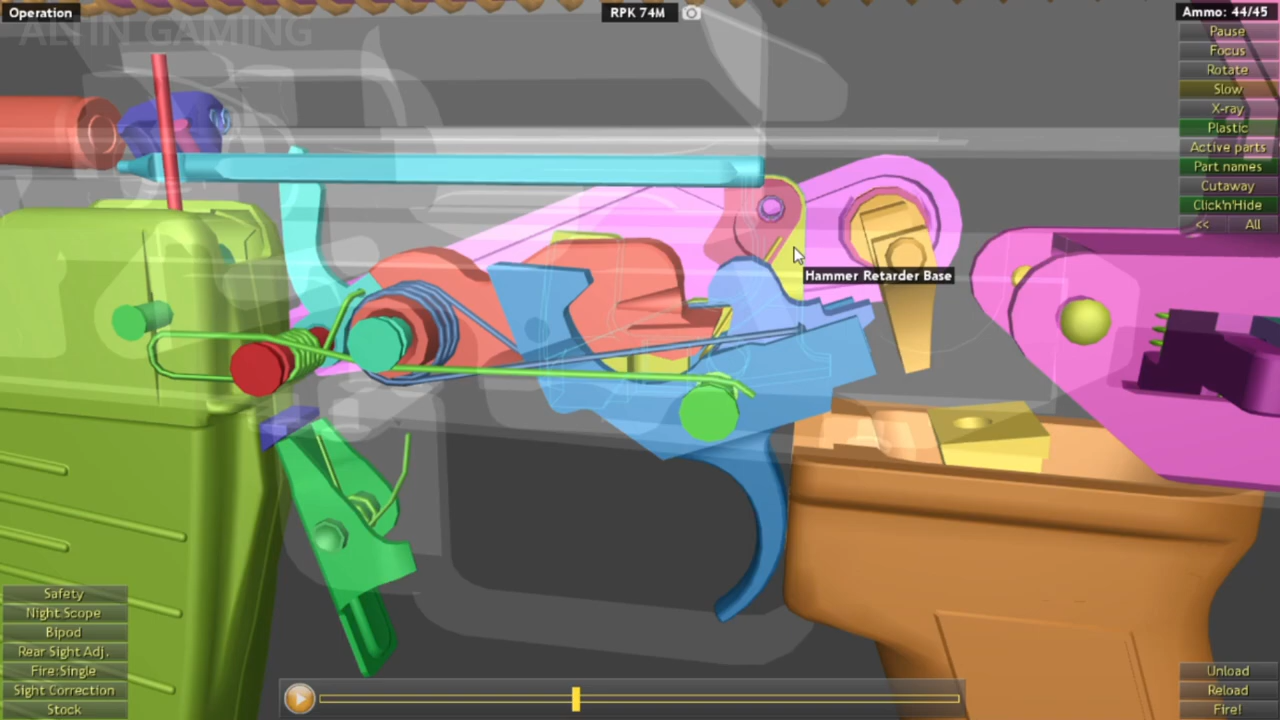 Operation
RPK 74M
Ammo: 44/45
ALTIN GAMING
Pause
Focus
Rotate
Slow
X-ray
Plastic
Active parts
Part names
Cutaway
Click'n'Hide
<< All
Hammer Retarder Base
Safety
Night Scope
Bipod
Rear Sight Adj.
Fire:Single
Sight Correction
Stock
Unload
Reload
Fire!